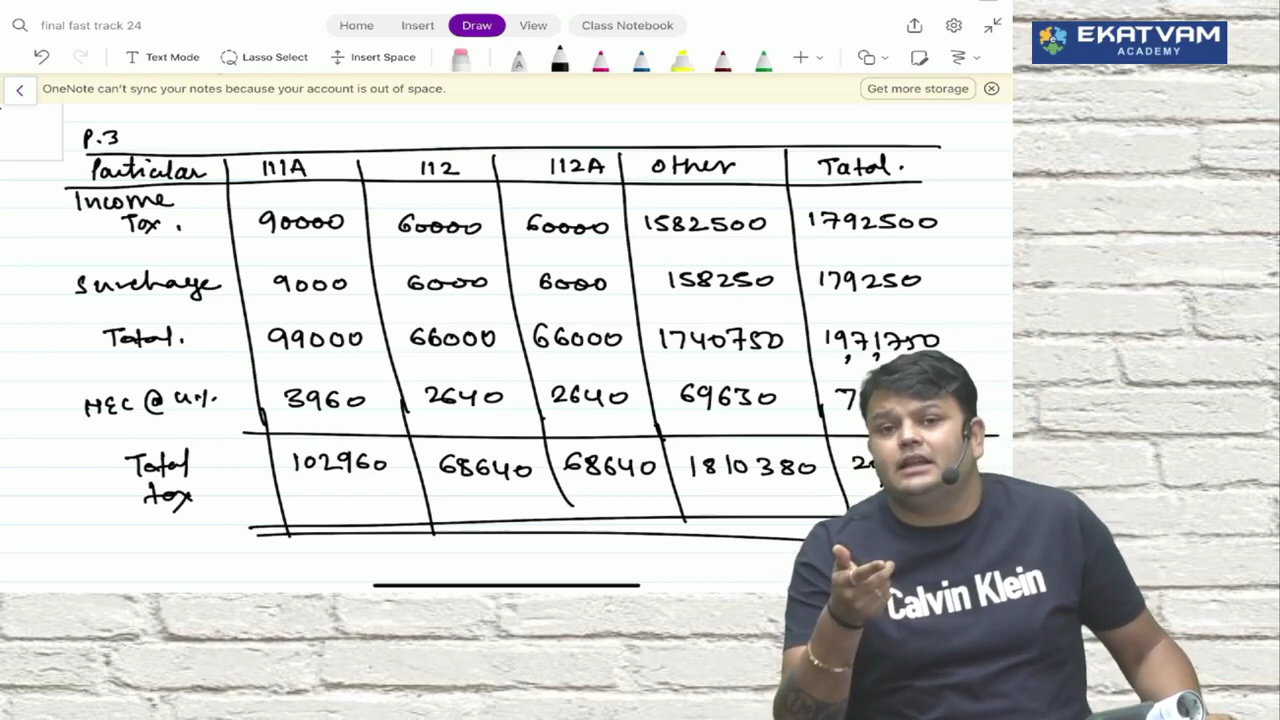 final fast track 24
Home Insert Draw View Class Notebook
Text Mode Lasso Select Insert Space
OneNote can't sync your notes because your account is out of space.
Get more storage
EKATVAM
ACADEMY
P.3
Particular 111A 112 112A Other Total.
Income
Tax. 90000 60000 60000 1582500 1792500
Surcharge 9000 6000 6000 158250 179250
Total. 99000 66000 66000 1740750 1971750
HEC @ 4%. 3960 2640 2640 69630 7
Total 102960 68640 68640 1810380 20
tax
Calvin Klein